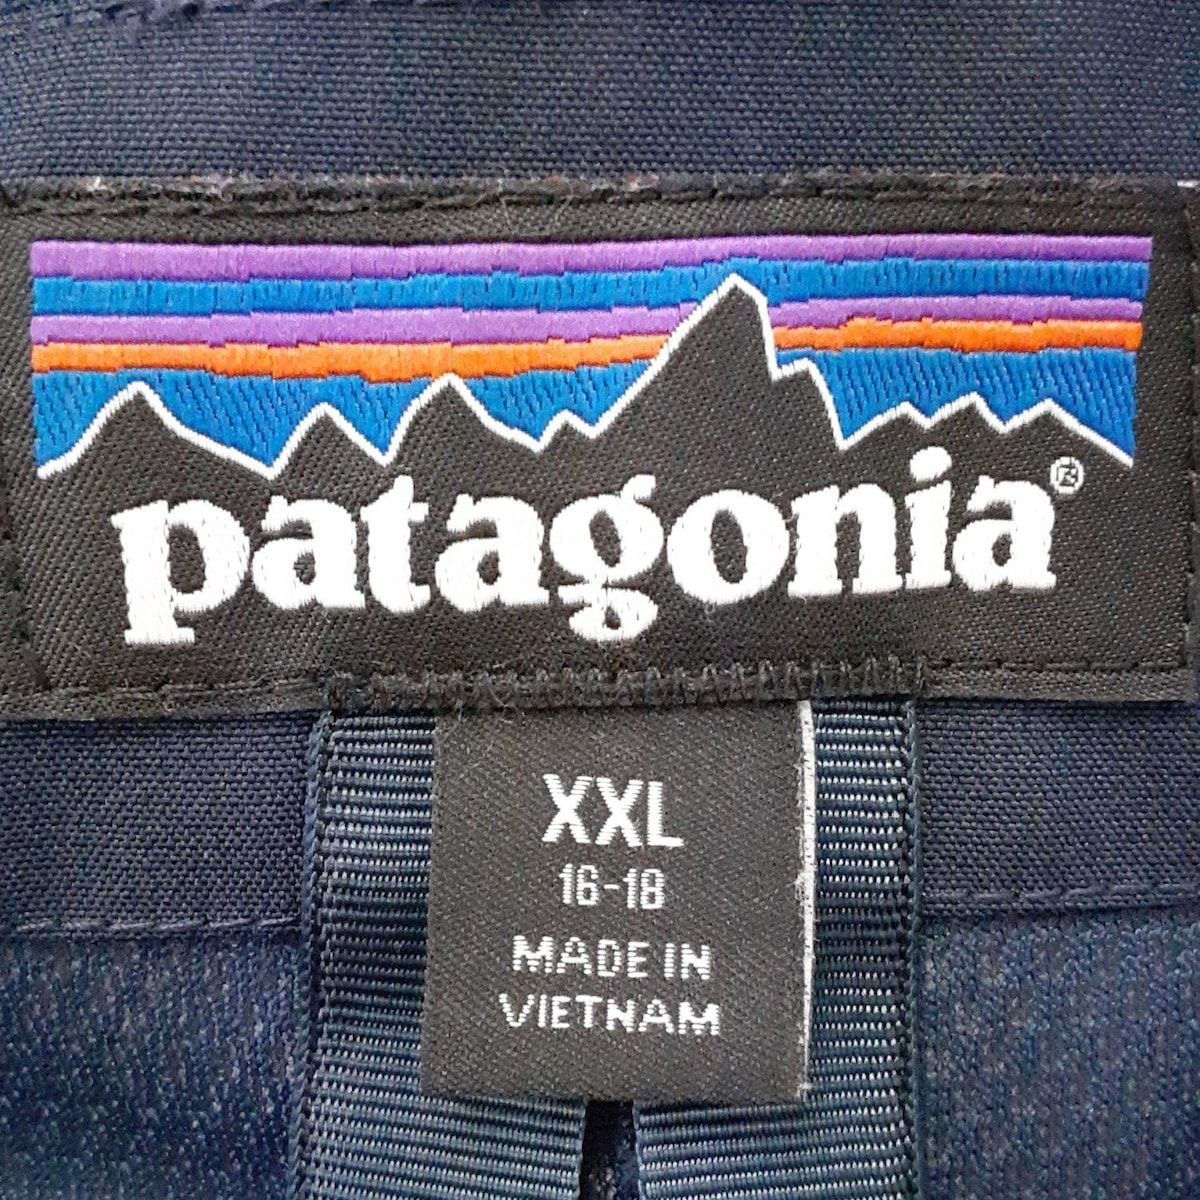 patagonia®
XXL
16-18
MADE IN
VIETNAM